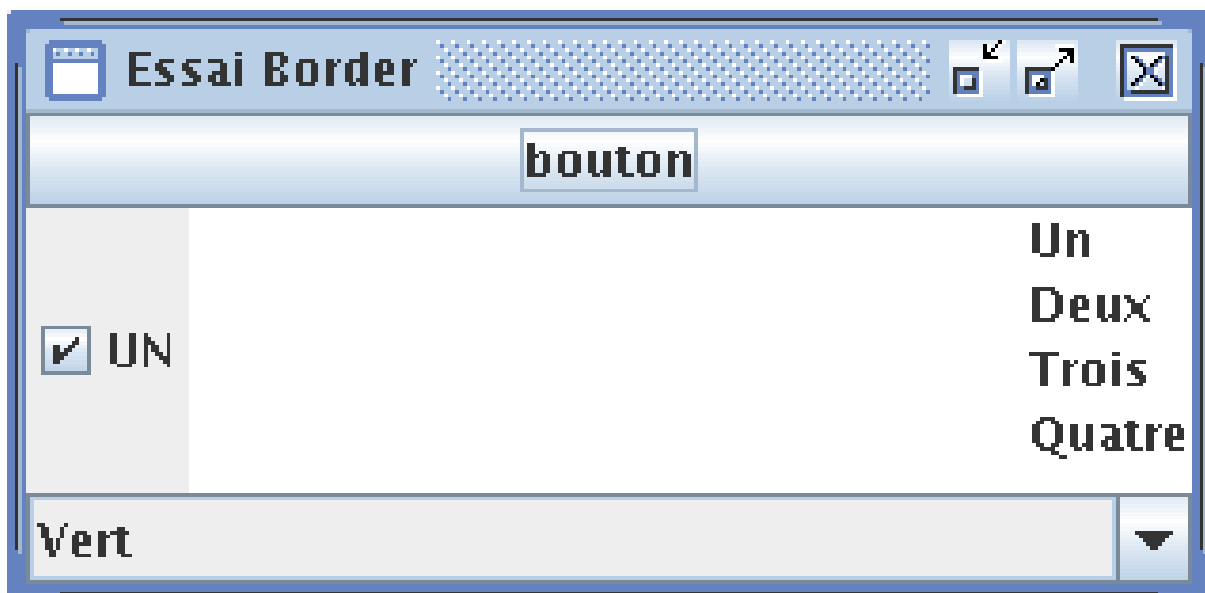 Essai Border
bouton
Un
Deux
Trois
UN
Quatre
Vert